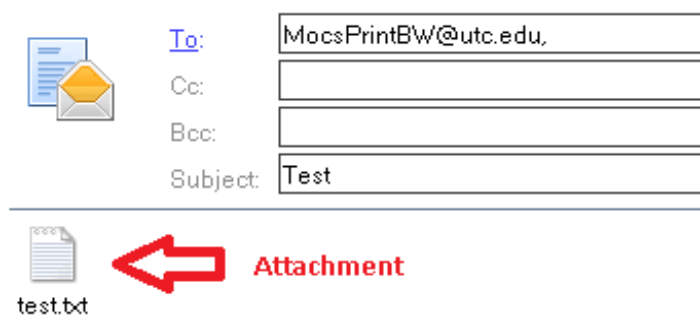 To: MocsPrintBW@utc.edu,
Cc:
Bcc:
Subject: Test
Attachment
test.txt